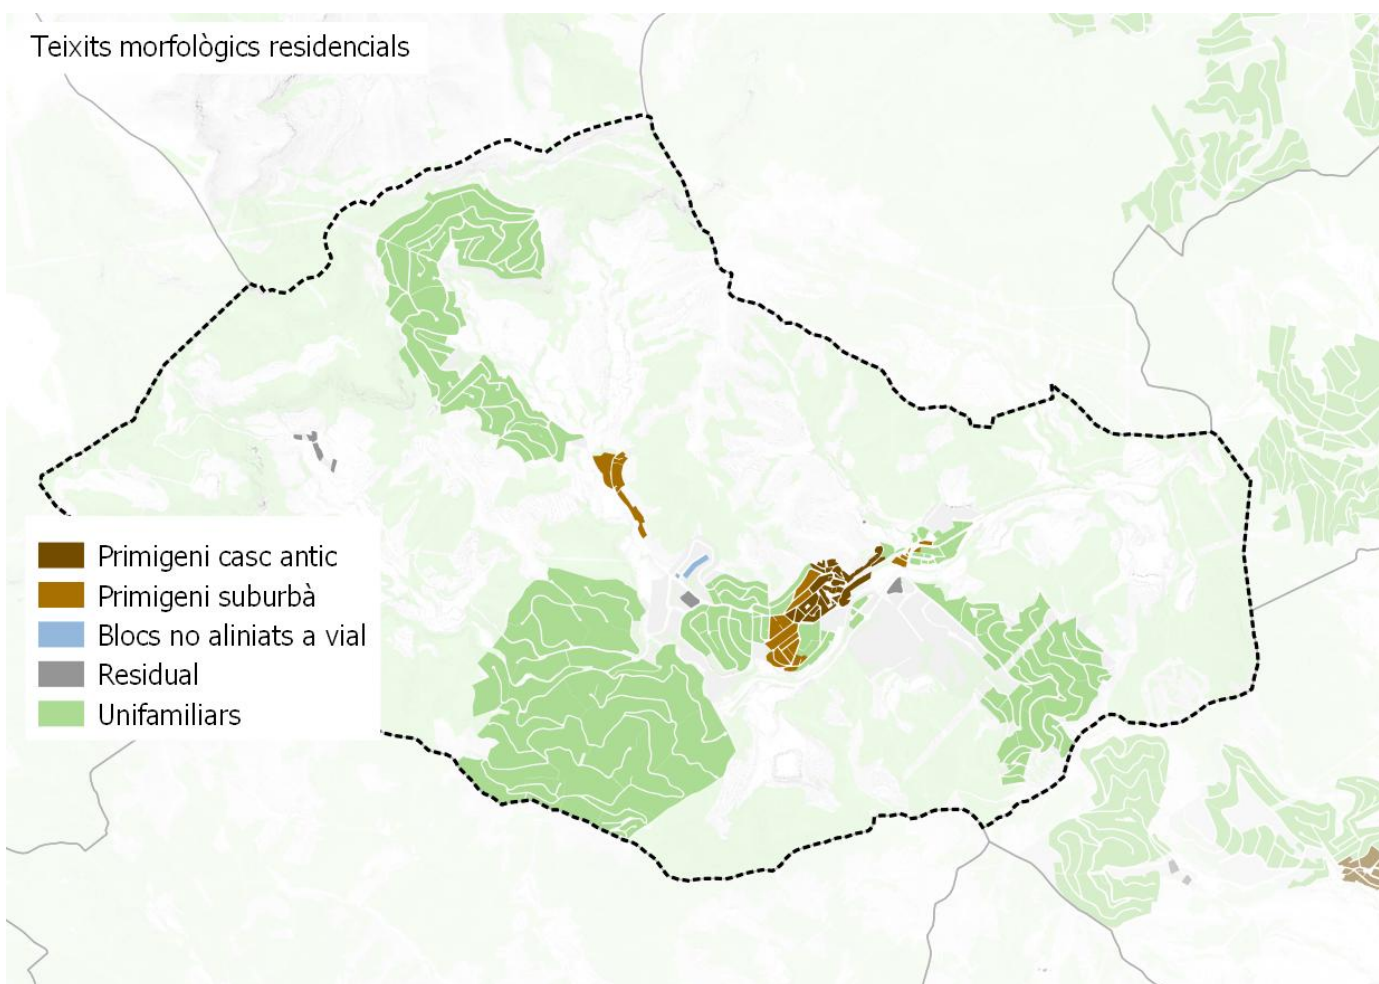 Teixits morfològics residencials
Primigeni casc antic
Primigeni suburbà
Blocs no aliniats a vial
Residual
Unifamiliars